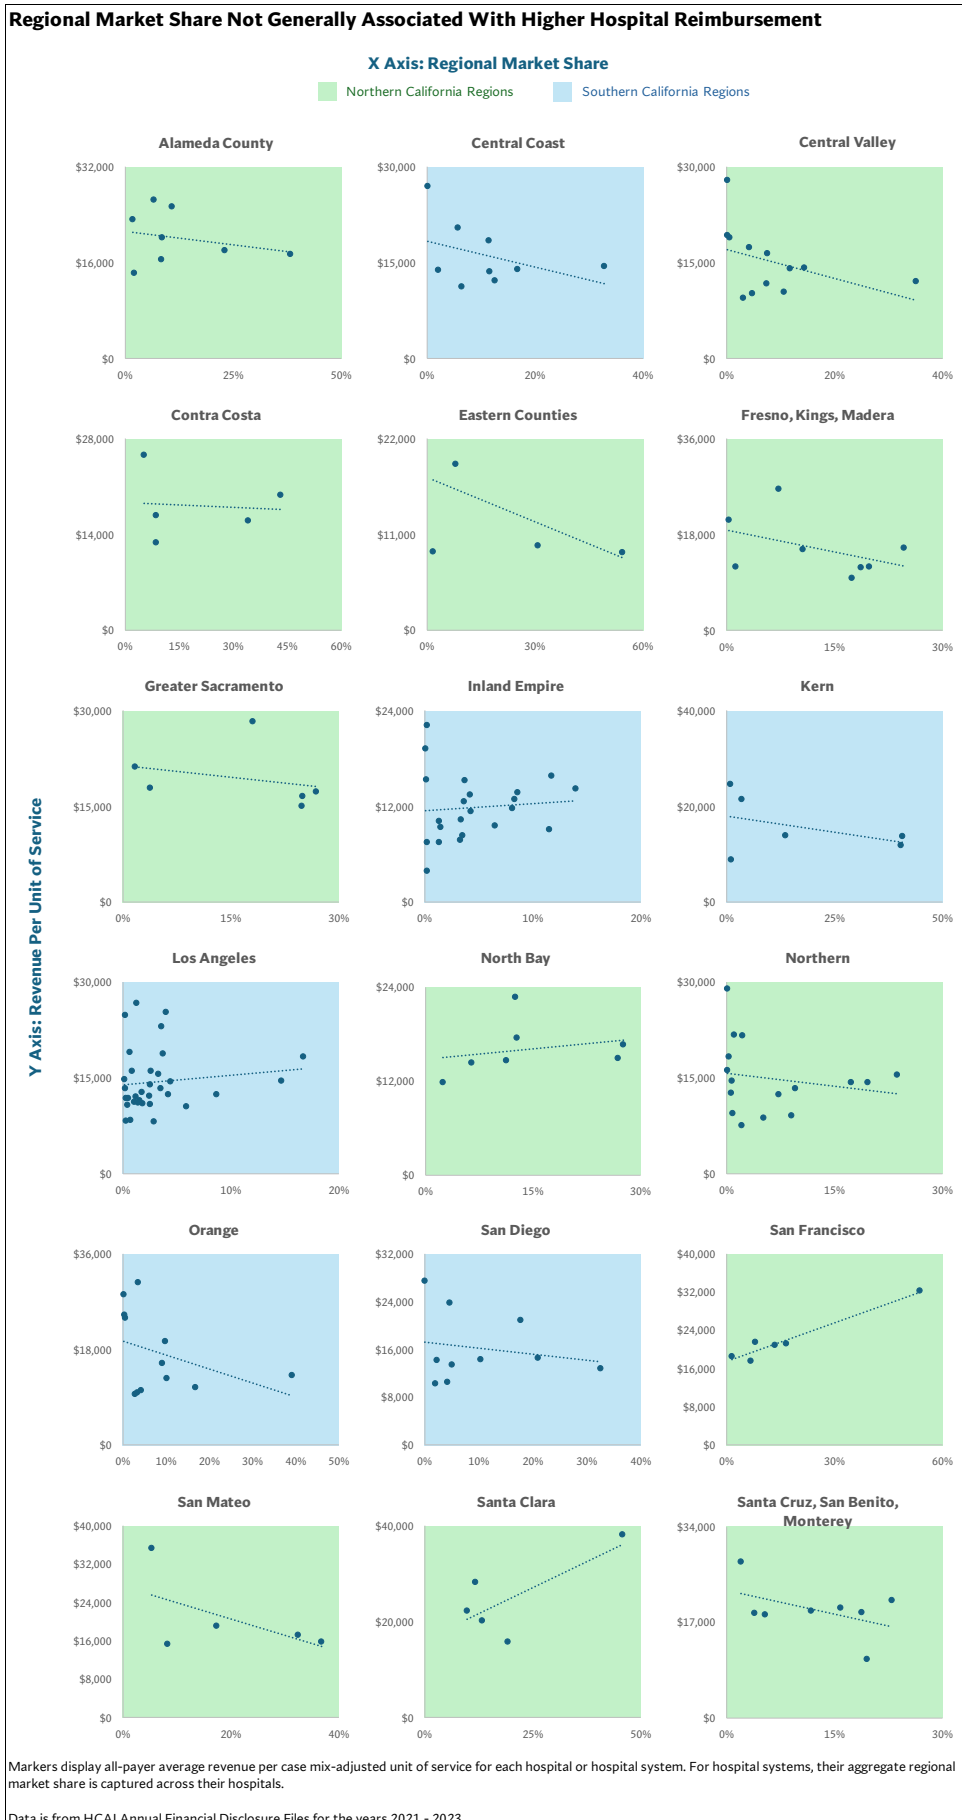 Regional Market Share Not Generally Associated With Higher Hospital Reimbursement
X Axis: Regional Market Share
Northern California Regions
Southern California Regions
Y Axis: Revenue Per Unit of Service
Alameda County
$32,000
$16,000
$0
0% 25% 50%
Central Coast
$30,000
$15,000
$0
0% 20% 40%
Central Valley
$30,000
$15,000
$0
0% 20% 40%
Contra Costa
$28,000
$14,000
$0
0% 15% 30% 45% 60%
Eastern Counties
$22,000
$11,000
$0
0% 30% 60%
Fresno, Kings, Madera
$36,000
$18,000
$0
0% 15% 30%
Greater Sacramento
$30,000
$15,000
$0
0% 15% 30%
Inland Empire
$24,000
$12,000
$0
0% 10% 20%
Kern
$40,000
$20,000
$0
0% 25% 50%
Los Angeles
$30,000
$15,000
$0
0% 10% 20%
North Bay
$24,000
$12,000
$0
0% 15% 30%
Northern
$30,000
$15,000
$0
0% 15% 30%
Orange
$36,000
$18,000
$0
0% 10% 20% 30% 40% 50%
San Diego
$32,000
$24,000
$16,000
$8,000
$0
0% 10% 20% 30% 40%
San Francisco
$40,000
$32,000
$24,000
$16,000
$8,000
$0
0% 30% 60%
San Mateo
$40,000
$32,000
$24,000
$16,000
$8,000
$0
0% 20% 40%
Santa Clara
$40,000
$20,000
$0
0% 25% 50%
Santa Cruz, San Benito,
Monterey
$34,000
$17,000
$0
0% 15% 30%
Markers display all-payer average revenue per case mix-adjusted unit of service for each hospital or hospital system. For hospital systems, their aggregate regional
market share is captured across their hospitals.
Data is from HCAI Annual Financial Disclosure Files for the years 2021 - 2023